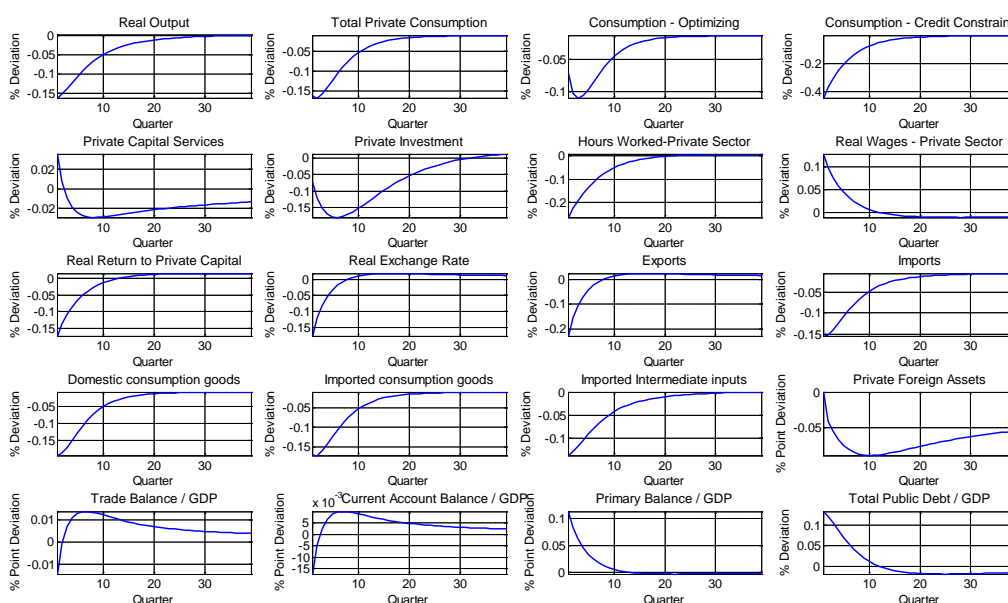 Real Output
% Deviation
-0.05
-0.1
-0.15
0
10 20 30
Quarter
Total Private Consumption
% Deviation
-0.05
-0.1
-0.15
10 20 30
Quarter
Consumption - Optimizing
% Deviation
-0.05
-0.1
10 20 30
Quarter
Consumption - Credit Constrain
% Deviation
-0.2
-0.4
10 20 30
Quarter
Private Capital Services
% Deviation
0.02
0
-0.02
10 20 30
Quarter
Private Investment
% Deviation
0
-0.05
-0.1
-0.15
10 20 30
Quarter
Hours Worked-Private Sector
% Deviation
0
-0.1
-0.2
10 20 30
Quarter
Real Wages - Private Sector
% Deviation
0.1
0.05
0
10 20 30
Quarter
Real Return to Private Capital
% Deviation
0
-0.05
-0.1
-0.15
10 20 30
Quarter
Real Exchange Rate
% Deviation
0
-0.05
-0.1
-0.15
10 20 30
Quarter
Exports
% Deviation
0
-0.1
-0.2
10 20 30
Quarter
Imports
% Deviation
-0.05
-0.1
-0.15
10 20 30
Quarter
Domestic consumption goods
% Deviation
-0.05
-0.1
-0.15
10 20 30
Quarter
Imported consumption goods
% Deviation
-0.05
-0.1
-0.15
10 20 30
Quarter
Imported Intermediate inputs
% Deviation
0
-0.05
-0.1
10 20 30
Quarter
Private Foreign Assets
% Point Deviation
0
-0.05
10 20 30
Quarter
Trade Balance / GDP
% Point Deviation
0.01
0
-0.01
10 20 30
Quarter
x 10-3
Current Account Balance / GDP
% Point Deviation
5
0
-5
-10
-15
10 20 30
Quarter
Primary Balance / GDP
% Point Deviation
0.1
0.05
0
10 20 30
Quarter
Total Public Debt / GDP
% Deviation
0.1
0.05
0
10 20 30
Quarter